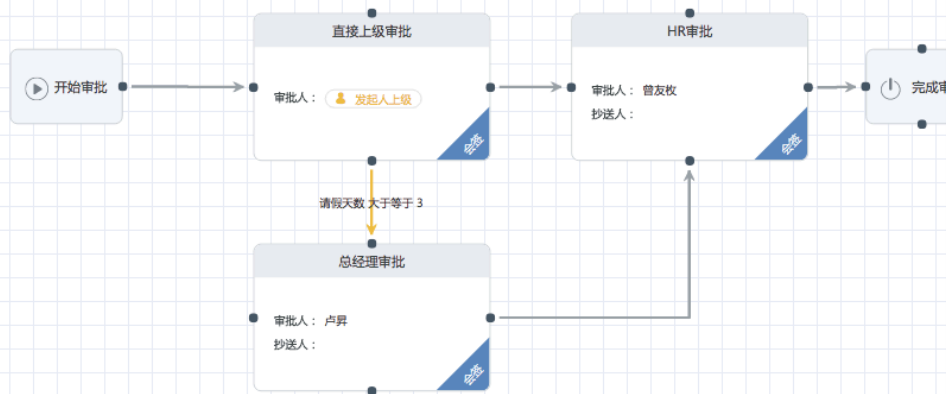 直接上级审批
HR审批
开始审批
审批人：
发起人上级
会签
审批人： 曾友枚
抄送人：
会签
完成审
请假天数 大于等于 3
总经理审批
审批人： 卢昇
抄送人：
会签